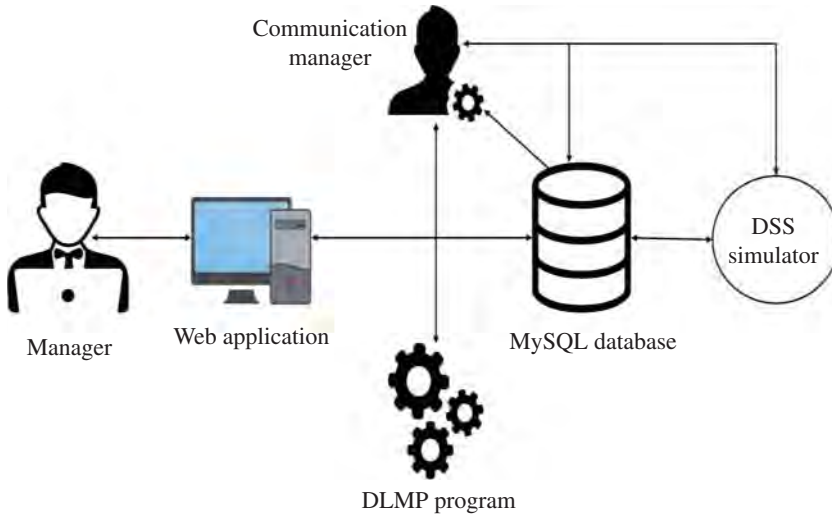 Communication
manager
DSS
simulator
Manager
Web application
MySQL database
DLMP program